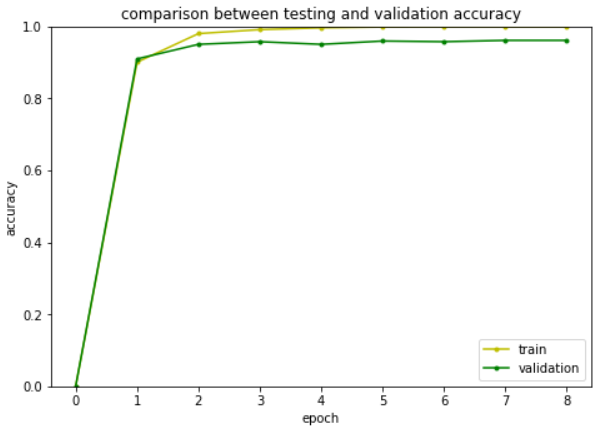 comparison between testing and validation accuracy
1.0
0.8
0.6
0.4
0.2
0.0
accuracy
train
validation
0 1 2 3 4 5 6 7 8
epoch